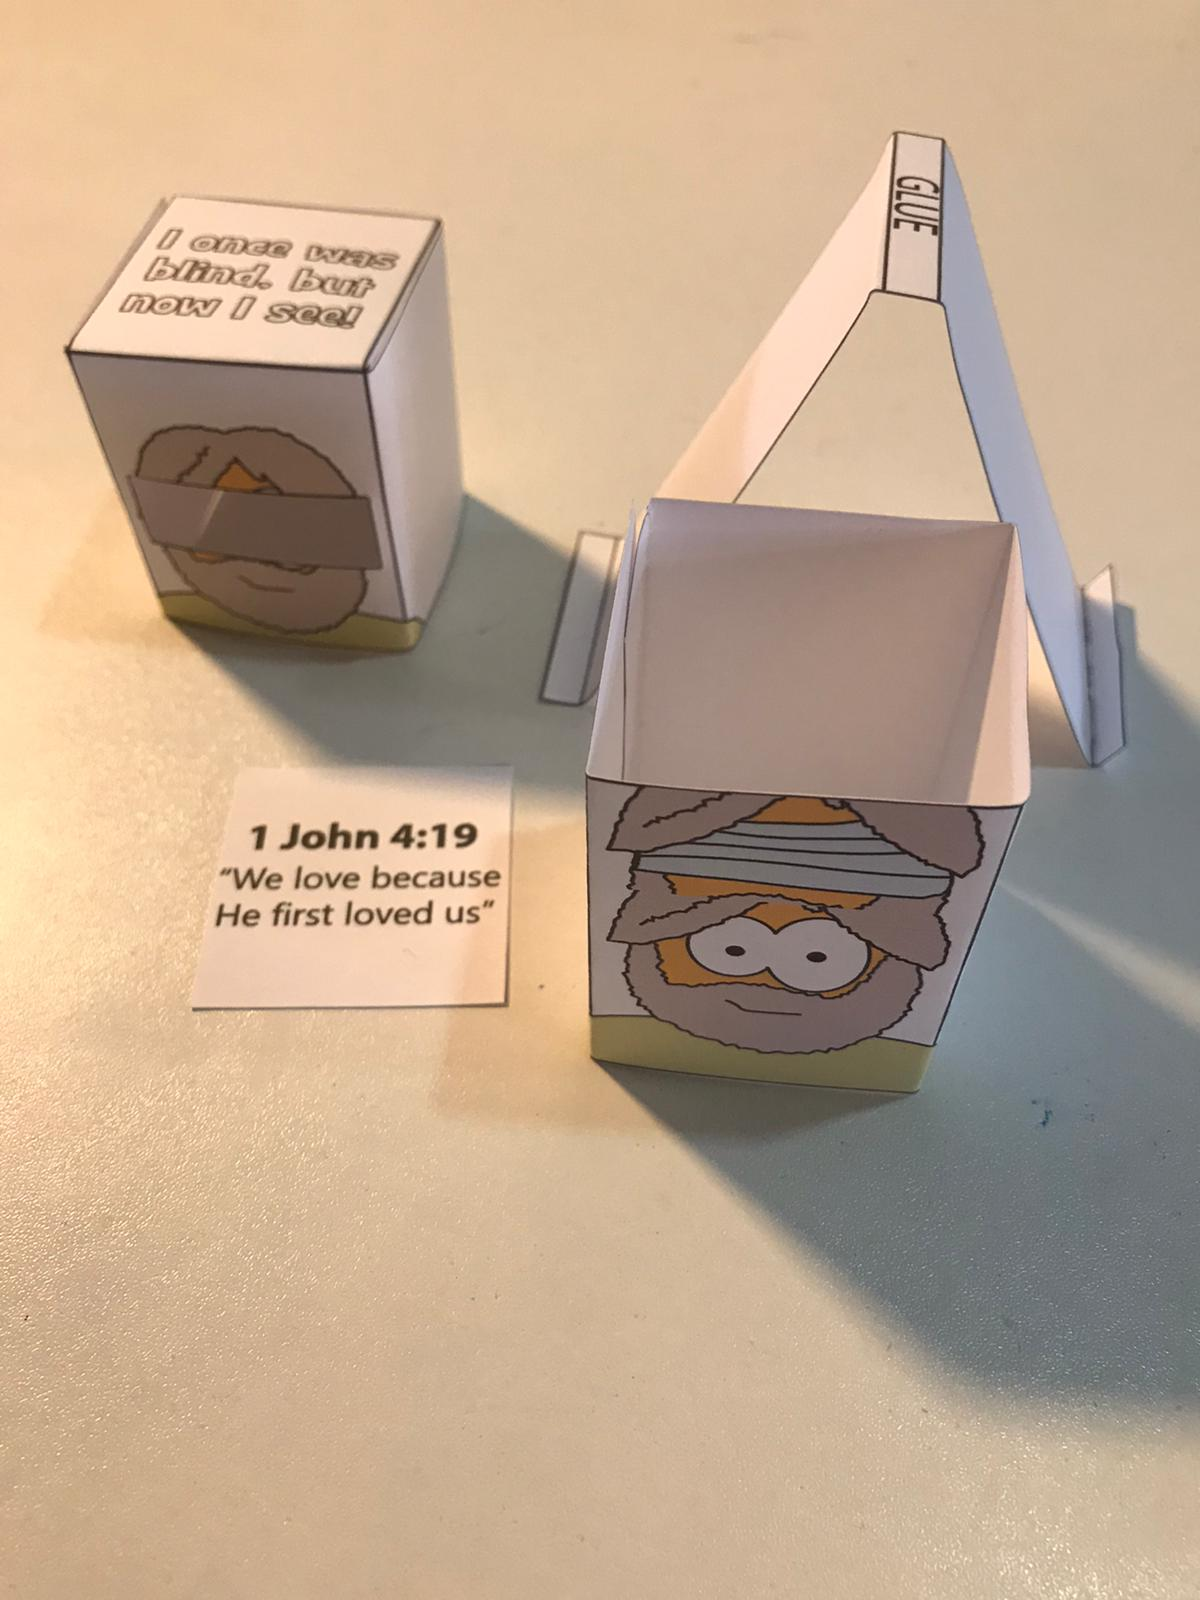 I once was
blind. but
now I see!
GLUE
1 John 4:19
“We love because
He first loved us”